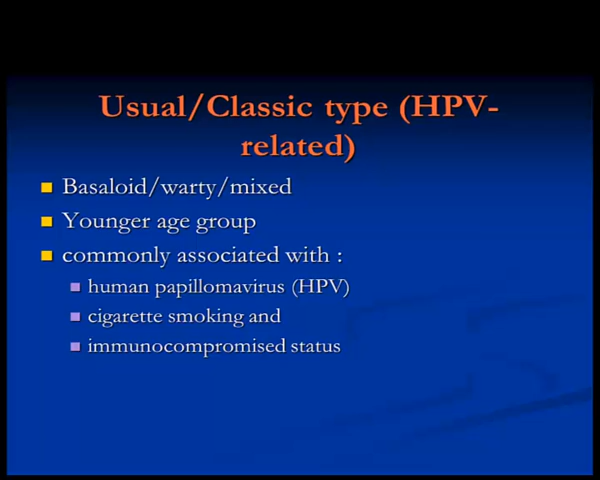 Usual/Classic type (HPV-
related)
Basaloid/warty/mixed
Younger age group
commonly associated with :
human papillomavirus (HPV)
cigarette smoking and
immunocompromised status